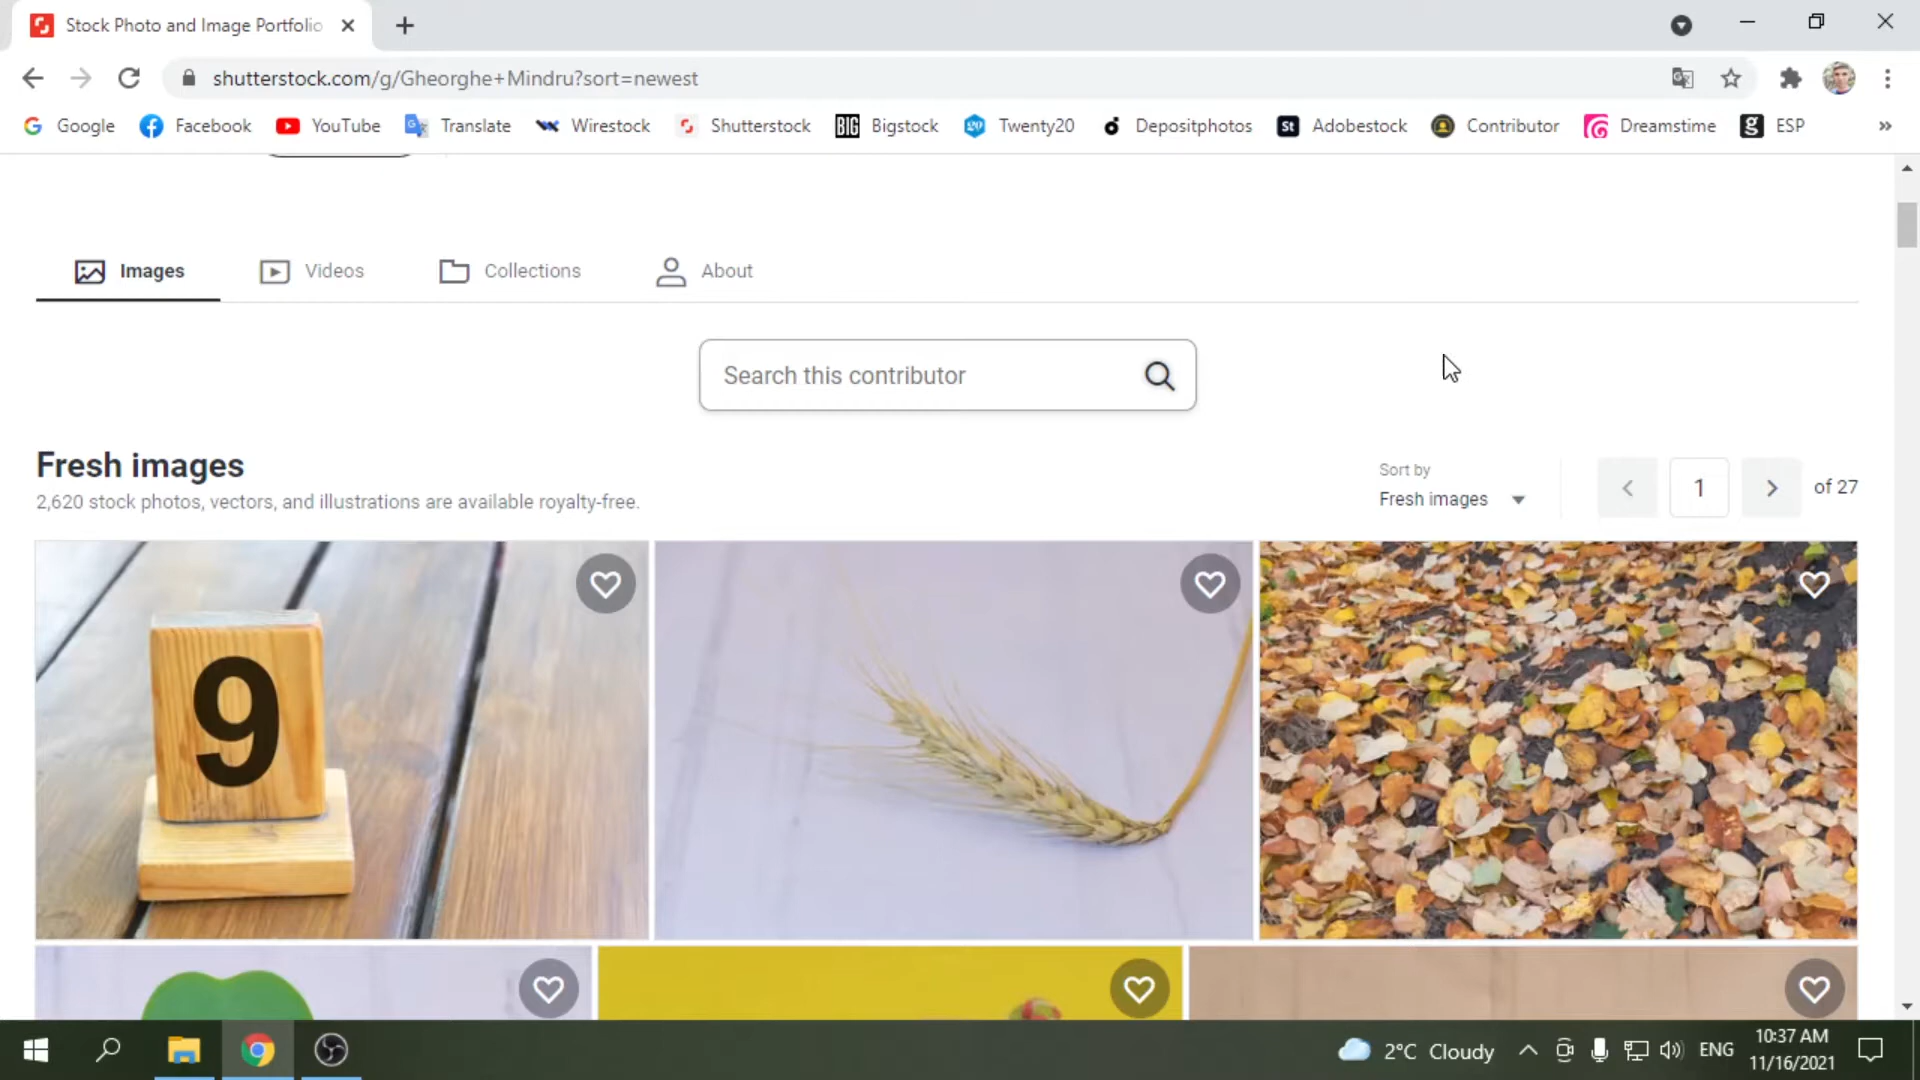 Stock Photo and Image Portfolio
shutterstock.com/g/Gheorghe+Mindru?sort=newest
Google Facebook YouTube Translate Wirestock Shutterstock BIG Bigstock Twenty20 Depositphotos St Adobestock Contributor Dreamstime ESP
Images Videos Collections About
Search this contributor
Fresh images
2,620 stock photos, vectors, and illustrations are available royalty-free.
Sort by
Fresh images
1 of 27
9
2°C Cloudy ENG 10:37 AM
11/16/2021